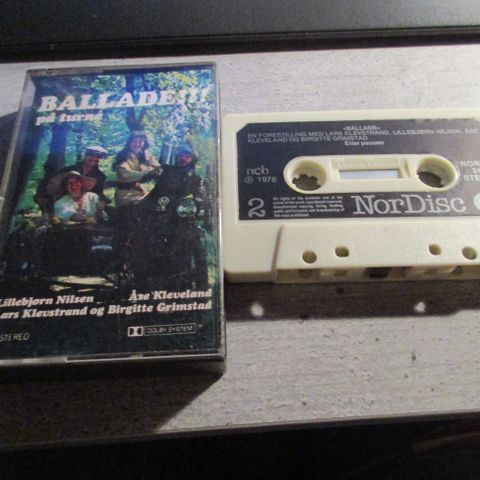 BALLADE!!!
på turné
Lillebjørn Nilsen Åse Kleveland
Lars Klevstrand og Birgitte Grimstad
STEREO
DOLBY SYSTEM
«BALLADE»
EN FORESTILLING MED LARS KLEVSTRAND, LILLEBJØRN NILSEN, ÅSE
KLEVELAND OG BIRGITTE GRIMSTAD
Etter pausen
ncb
℗ 1978
2
NorDisc